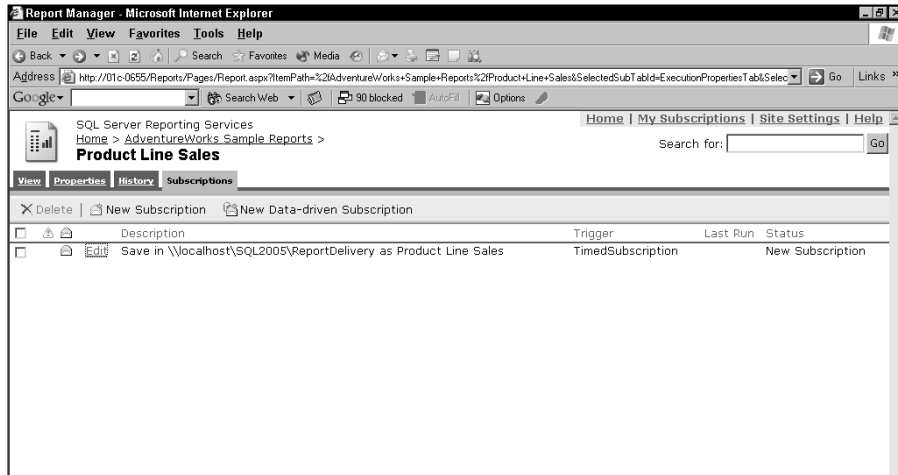 Report Manager - Microsoft Internet Explorer
File Edit View Favorites Tools Help
Back Search Favorites Media
Address http://01c-0655/Reports/Pages/Report.aspx?ItemPath=%2fAdventureWorks+Sample+Reports%2fProduct+Line+Sales&SelectedSubTabId=ExecutionPropertiesTab&Selec Go Links »
Google Search Web 90 blocked AutoFill Options
SQL Server Reporting Services
Home | My Subscriptions | Site Settings | Help
Home > AdventureWorks Sample Reports >
Product Line Sales
Search for: Go
View Properties History Subscriptions
Delete | New Subscription New Data-driven Subscription
Description Trigger Last Run Status
Edit Save in \\localhost\SQL2005\ReportDelivery as Product Line Sales TimedSubscription New Subscription